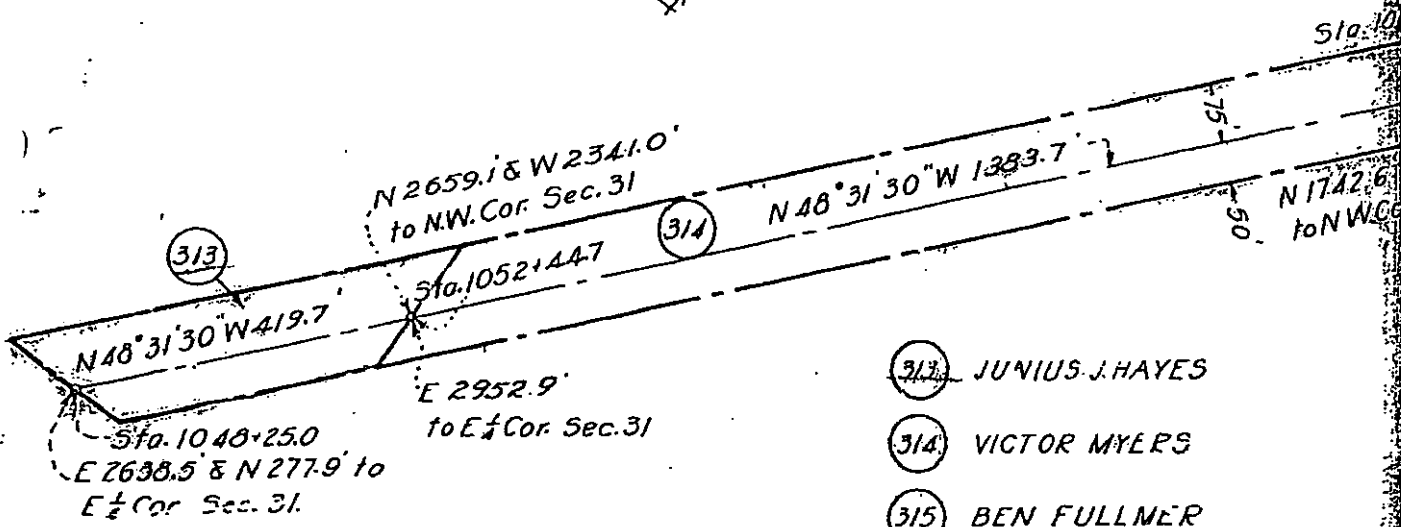 Sta. 10
75'
N 2659.1' & W 2341.0'
to N.W. Cor. Sec. 31
N 48° 31' 30" W 1383.7'
314
313
N 1742.6
to N W Co
50'
Sta. 1052+44.7
N 48° 31' 30" W 419.7'
E 2952.9'
to E ¼ Cor. Sec. 31
Sta. 1048+25.0
E 2638.5' & N 277.9' to
E Cor Sec. 31.
313 JUNIUS J. HAYES
314 VICTOR MYERS
315 BEN FULLMER